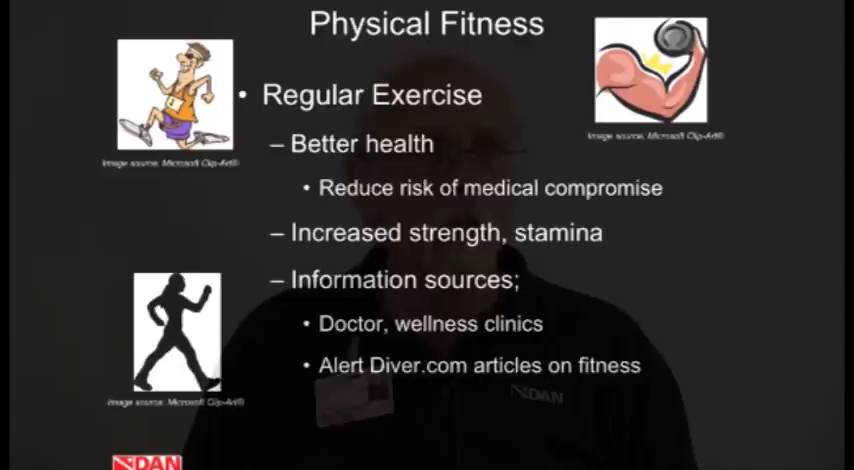 Physical Fitness
Image source: Microsoft Clip-Art®
Image source: Microsoft Clip-Art®
• Regular Exercise
– Better health
• Reduce risk of medical compromise
– Increased strength, stamina
– Information sources;
• Doctor, wellness clinics
• Alert Diver.com articles on fitness
Image source: Microsoft Clip-Art®
DAN
DAN